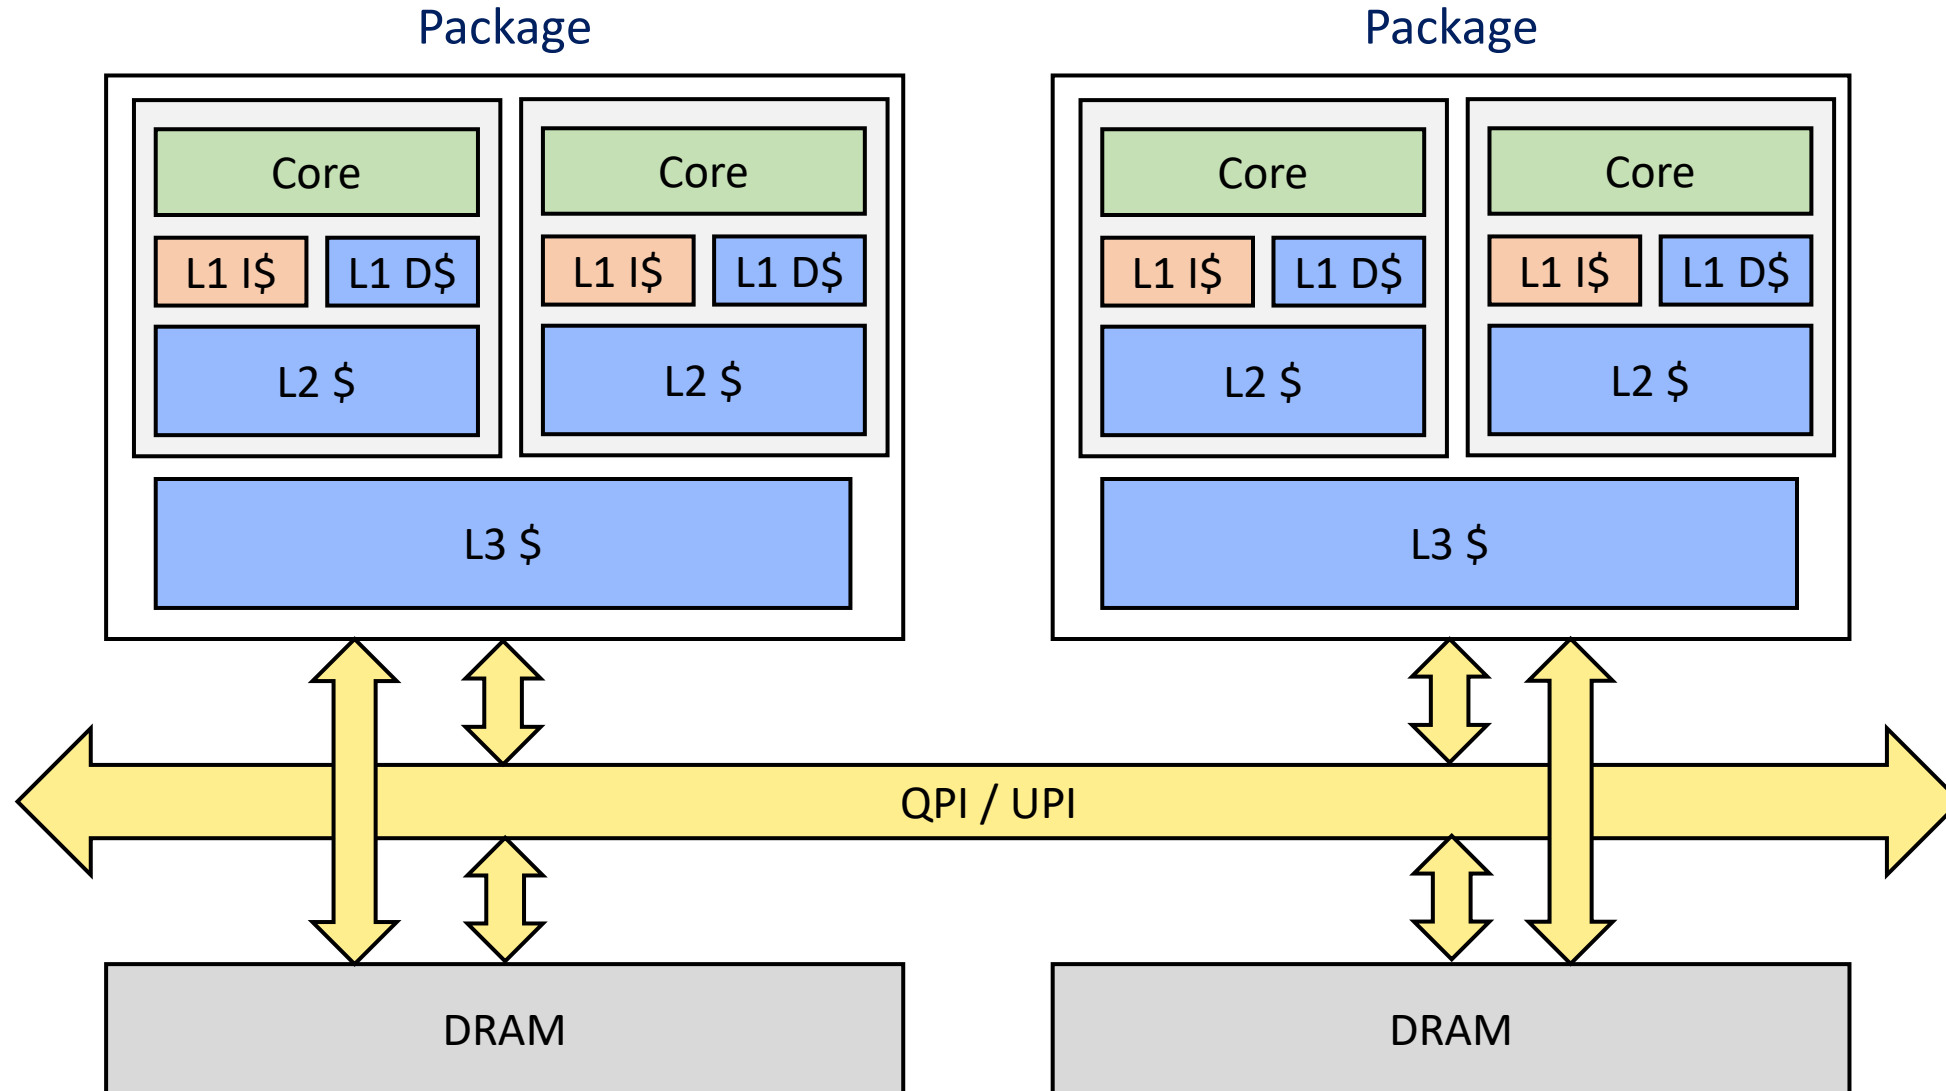 Package
Package
Core
Core
Core
Core
L1 I$
L1 D$
L1 I$
L1 D$
L1 I$
L1 D$
L1 I$
L1 D$
L2 $
L2 $
L2 $
L2 $
L3 $
L3 $
QPI / UPI
DRAM
DRAM